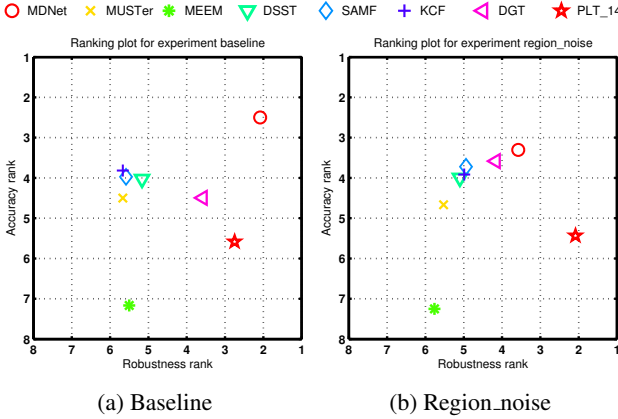 MDNet MUSTer MEEM DSST SAMF KCF DGT PLT_14
Ranking plot for experiment baseline
Ranking plot for experiment region_noise
1
2
3
4
5
6
7
8
Accuracy rank
8 7 6 5 4 3 2 1
Robustness rank
1
2
3
4
5
6
7
8
Accuracy rank
8 7 6 5 4 3 2 1
Robustness rank
(a) Baseline
(b) Region_noise